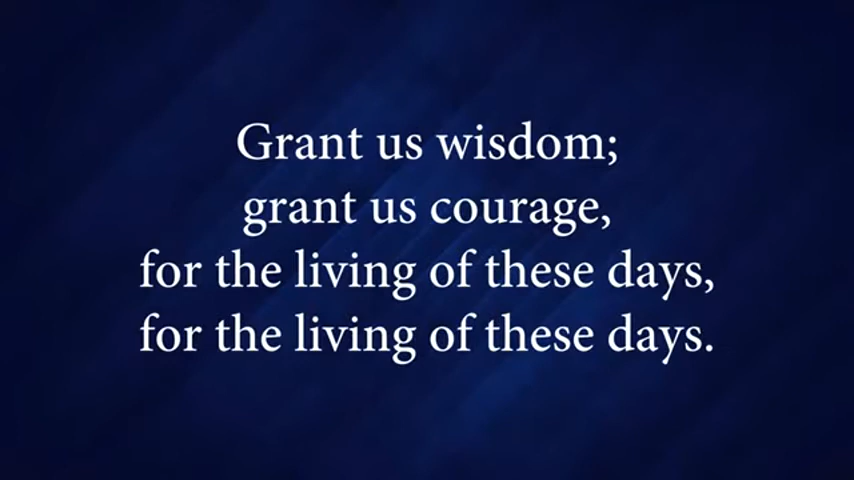 Grant us wisdom;
grant us courage,
for the living of these days,
for the living of these days.